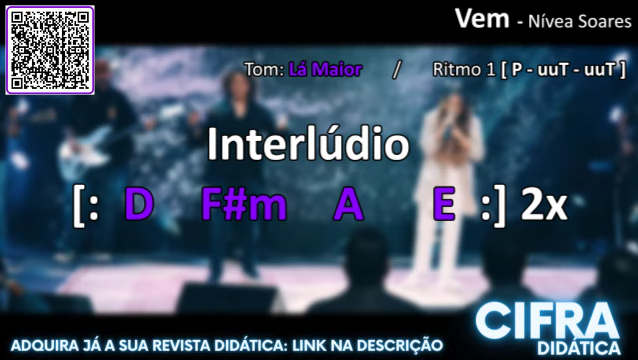 Vem - Nívea Soares
Tom: Lá Maior / Ritmo 1 [ P - uuT - uuT ]
Interlúdio
[: D F#m A E :] 2x
CIFRA
DIDÁTICA
ADQUIRA JÁ A SUA REVISTA DIDÁTICA: LINK NA DESCRIÇÃO